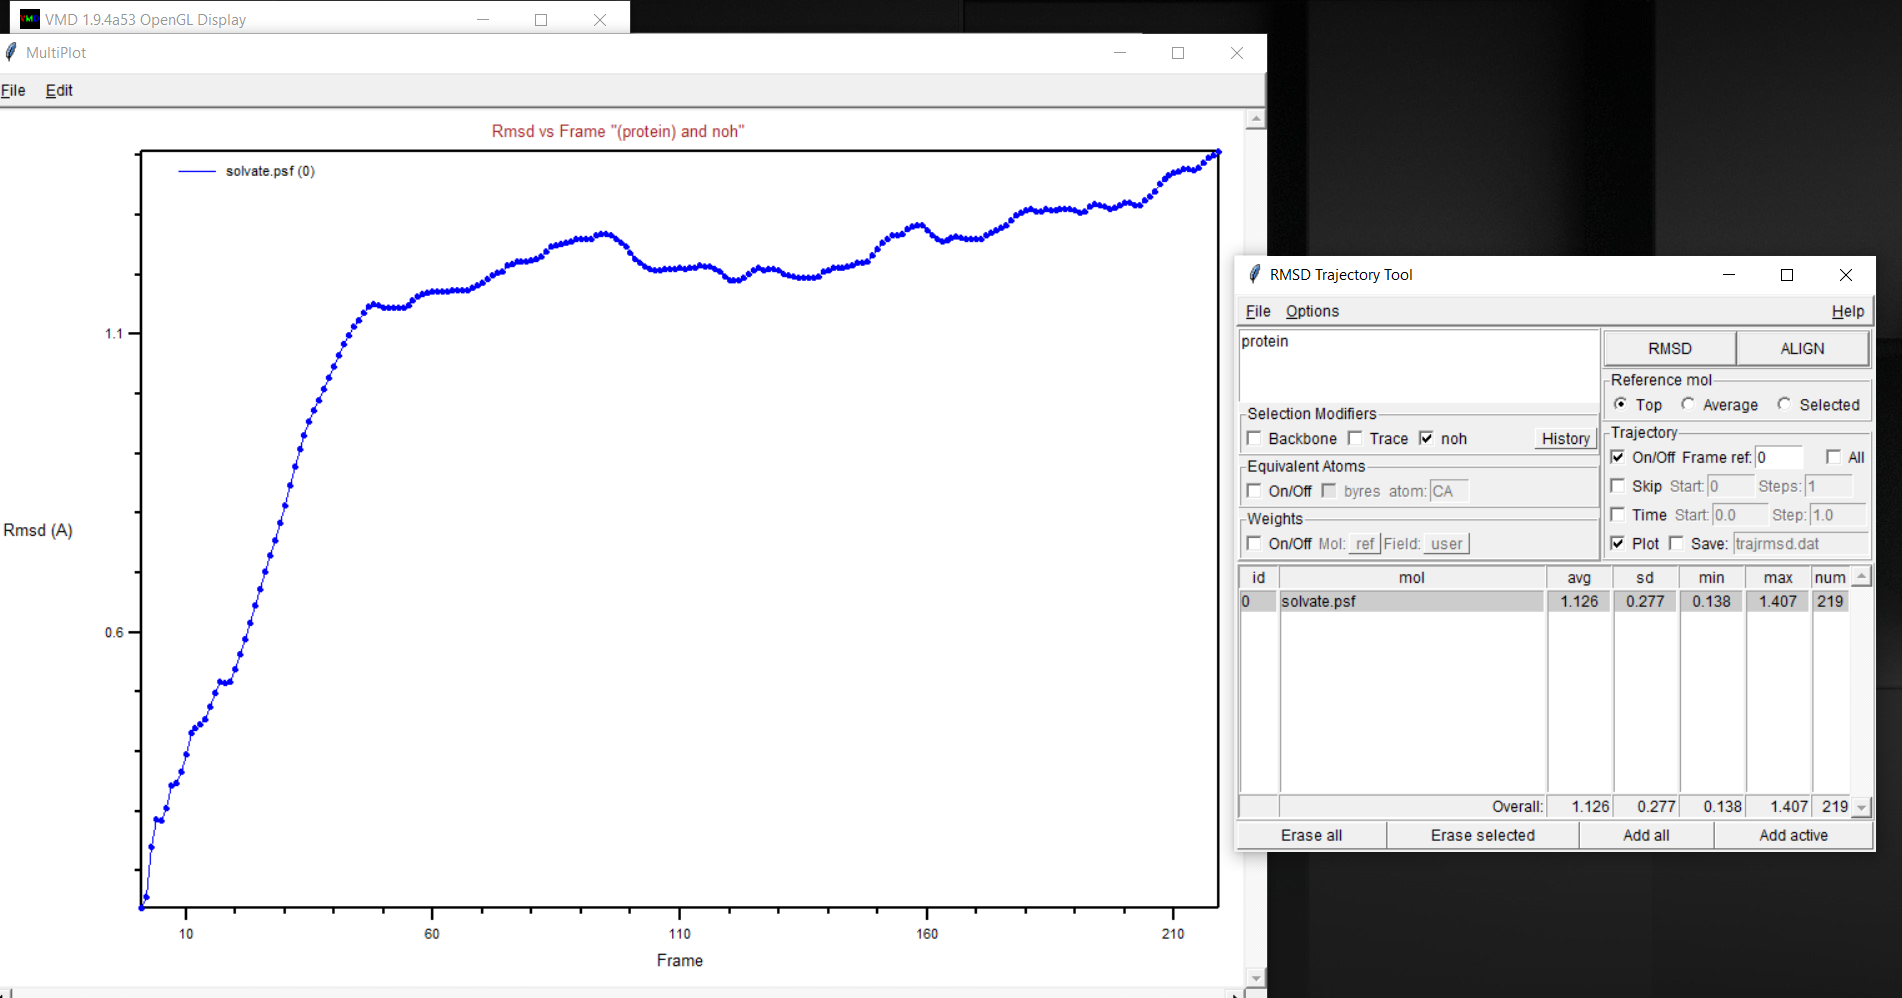 VMD 1.9.4a53 OpenGL Display
MultiPlot
File Edit
Rmsd vs Frame "(protein) and noh"
solvate.psf (0)
1.1
Rmsd (A)
0.6
10 60 110 160 210
Frame
RMSD Trajectory Tool
File Options Help
protein
RMSD ALIGN
Reference mol
Top Average Selected
Selection Modifiers
Backbone Trace noh History
Trajectory
On/Off Frame ref: 0 All
Equivalent Atoms
On/Off byres atom: CA
Skip Start: 0 Steps: 1
Weights
Time Start: 0.0 Step: 1.0
On/Off Mol: ref Field: user
Plot Save: trajrmsd.dat
id mol avg sd min max num
0 solvate.psf 1.126 0.277 0.138 1.407 219
Overall: 1.126 0.277 0.138 1.407 219
Erase all Erase selected Add all Add active